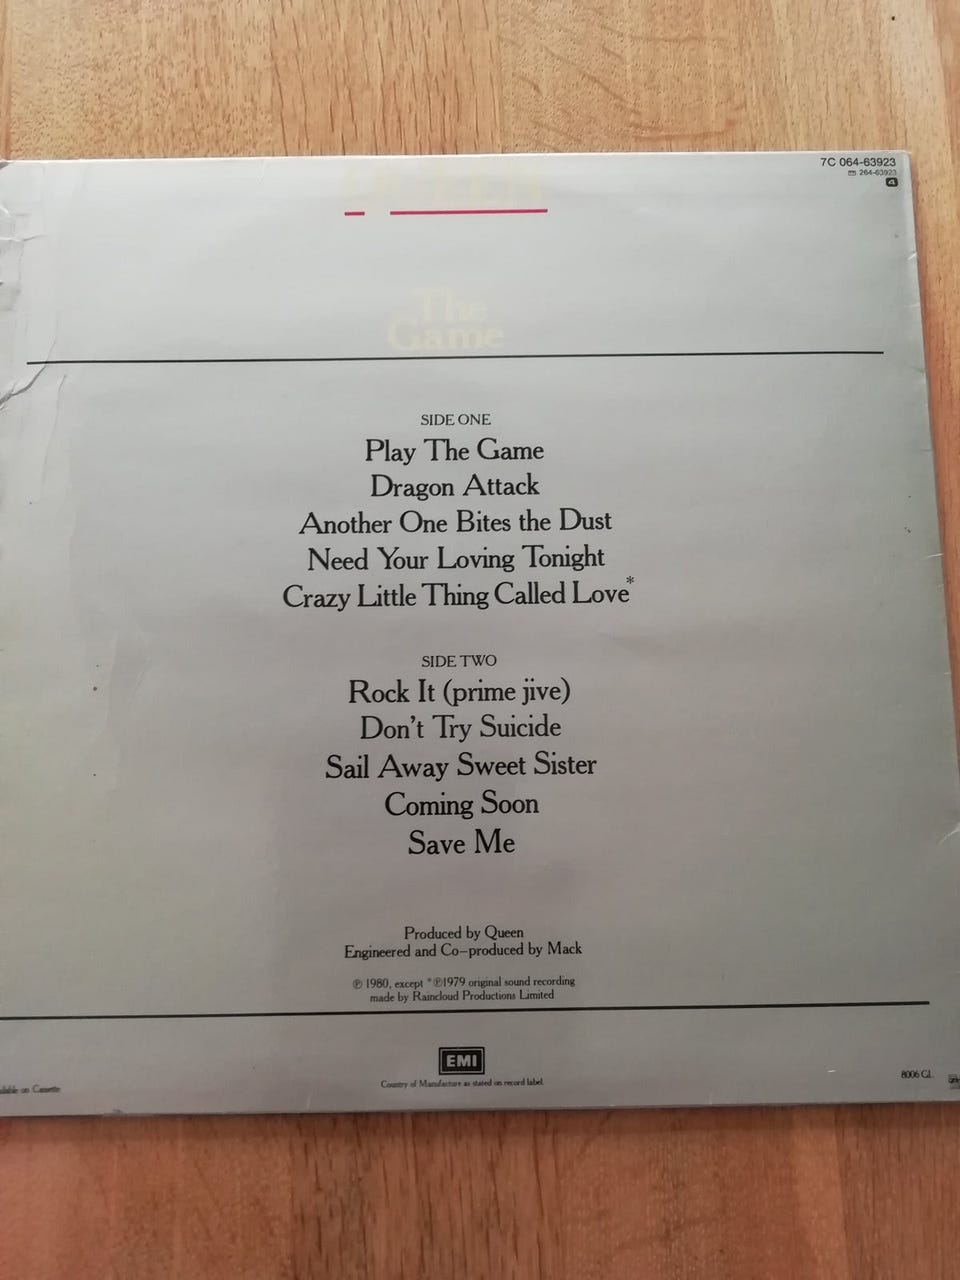 7C 064-63923
264-63923
4
QUEEN
The
Game
SIDE ONE
Play The Game
Dragon Attack
Another One Bites the Dust
Need Your Loving Tonight
Crazy Little Thing Called Love*
SIDE TWO
Rock It (prime jive)
Don't Try Suicide
Sail Away Sweet Sister
Coming Soon
Save Me
Produced by Queen
Engineered and Co-produced by Mack
℗ 1980, except *℗1979 original sound recording
made by Raincloud Productions Limited
EMI
Country of Manufacture as stated on record label.
on Cassette
8006 GL